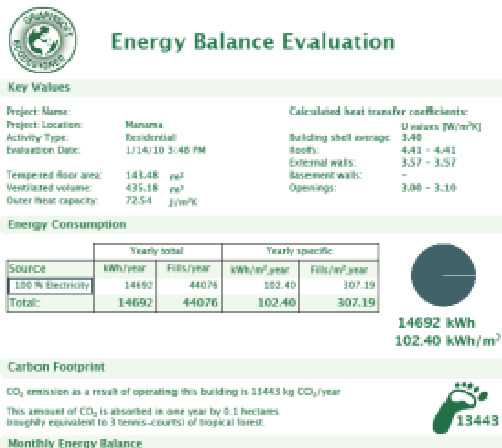 Energy Balance Evaluation
Key Values
Project Name:
Project Location: Manama
Activity Type: Residential
Evaluation Date: 1/14/10 3:48 PM
Tempered floor area: 143.48 m²
Ventilated volume: 435.18 m³
Outer heat capacity: 72.54 J/m²K
Calculated heat transfer coefficients:
U values [W/m²K]
Building shell average: 3.40
Roofs: 4.41 - 4.41
External walls: 3.57 - 3.57
Basement walls: -
Openings: 3.00 - 3.10
Energy Consumption
Yearly total Yearly specific
Source kWh/year Fills/year kWh/m².year Fills/m².year
100 % Electricity 14692 44076 102.40 307.19
Total: 14692 44076 102.40 307.19
14692 kWh
102.40 kWh/m²
Carbon Footprint
CO₂ emission as a result of operating this building is 13443 kg CO₂/year
This amount of CO₂ is absorbed in one year by 0.1 hectares
(roughly equivalent to 3 tennis-courts) of tropical forest.
13443
Monthly Energy Balance